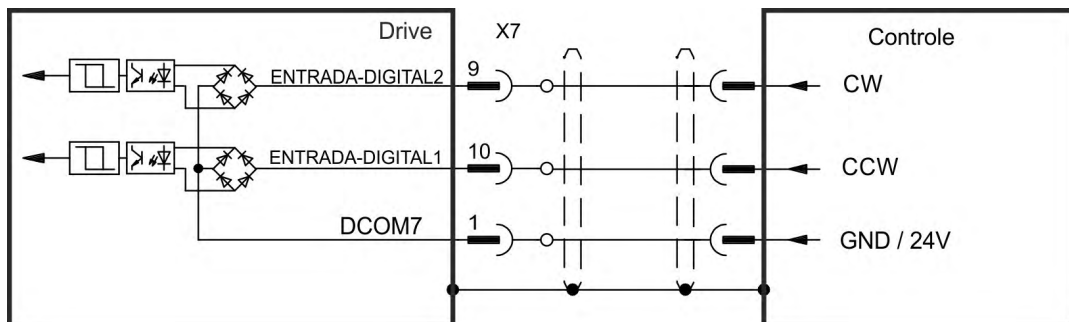 Drive
X7
Controle
ENTRADA-DIGITAL2
9
CW
ENTRADA-DIGITAL1
10
CCW
DCOM7
1
GND / 24V